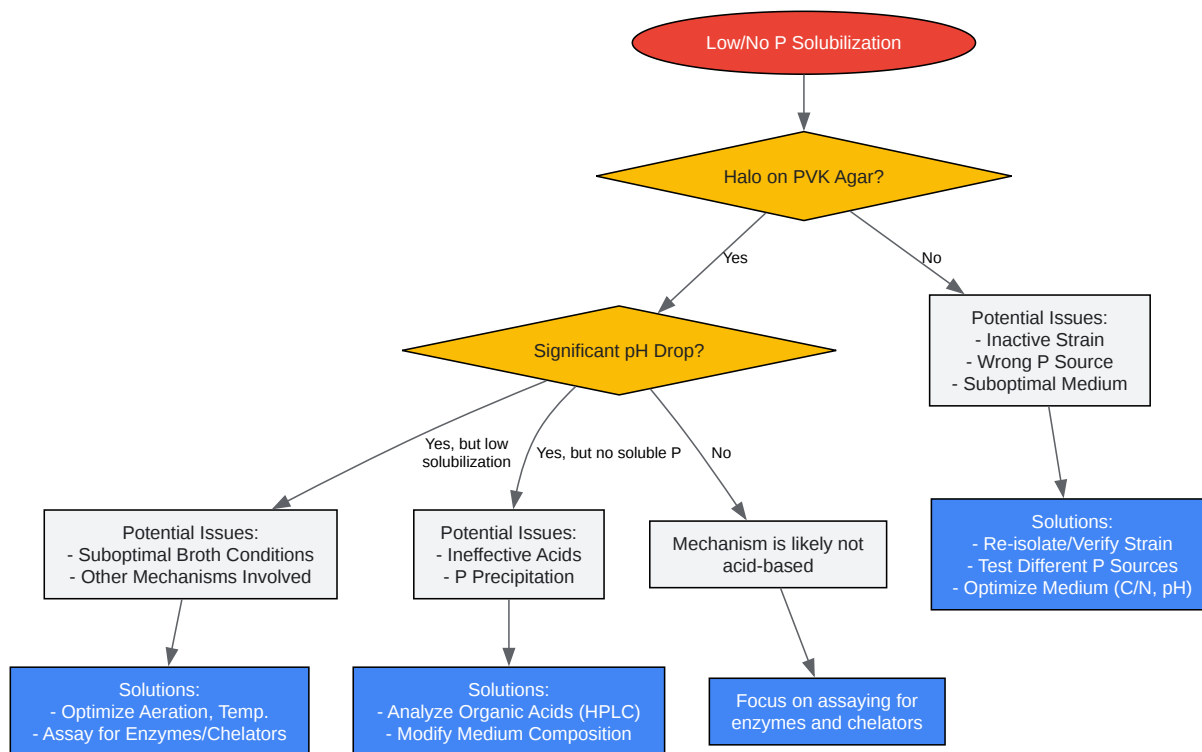 Low/No P Solubilization
Halo on PVK Agar?
Yes
No
Significant pH Drop?
Potential Issues:
- Inactive Strain
- Wrong P Source
- Suboptimal Medium
Yes, but low
solubilization
Yes, but no soluble P
No
Potential Issues:
- Suboptimal Broth Conditions
- Other Mechanisms Involved
Potential Issues:
- Ineffective Acids
- P Precipitation
Mechanism is likely not
acid-based
Solutions:
- Re-isolate/Verify Strain
- Test Different P Sources
- Optimize Medium (C/N, pH)
Solutions:
- Optimize Aeration, Temp.
- Assay for Enzymes/Chelators
Solutions:
- Analyze Organic Acids (HPLC)
- Modify Medium Composition
Focus on assaying for
enzymes and chelators